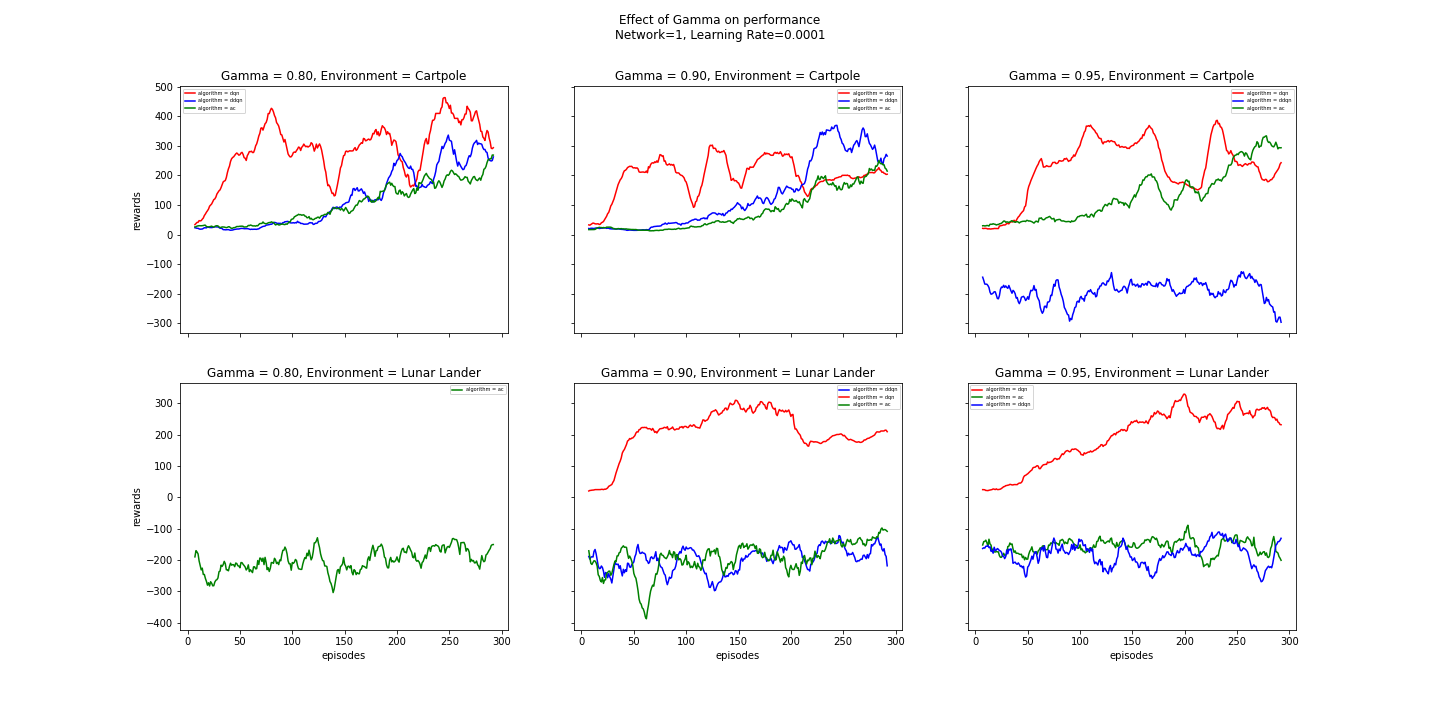 Effect of Gamma on performance
Network=1, Learning Rate=0.0001
Gamma = 0.80, Environment = Cartpole
500
400
300
200
100
0
−100
−200
−300
rewards
algorithm = dqn
algorithm = ddqn
algorithm = ac
Gamma = 0.90, Environment = Cartpole
algorithm = dqn
algorithm = ddqn
algorithm = ac
Gamma = 0.95, Environment = Cartpole
algorithm = dqn
algorithm = ddqn
algorithm = ac
Gamma = 0.80, Environment = Lunar Lander
300
200
100
0
−100
−200
−300
−400
rewards
algorithm = ac
0 50 100 150 200 250 300
episodes
Gamma = 0.90, Environment = Lunar Lander
algorithm = ddqn
algorithm = dqn
algorithm = ac
0 50 100 150 200 250 300
episodes
Gamma = 0.95, Environment = Lunar Lander
algorithm = dqn
algorithm = ac
algorithm = ddqn
0 50 100 150 200 250 300
episodes